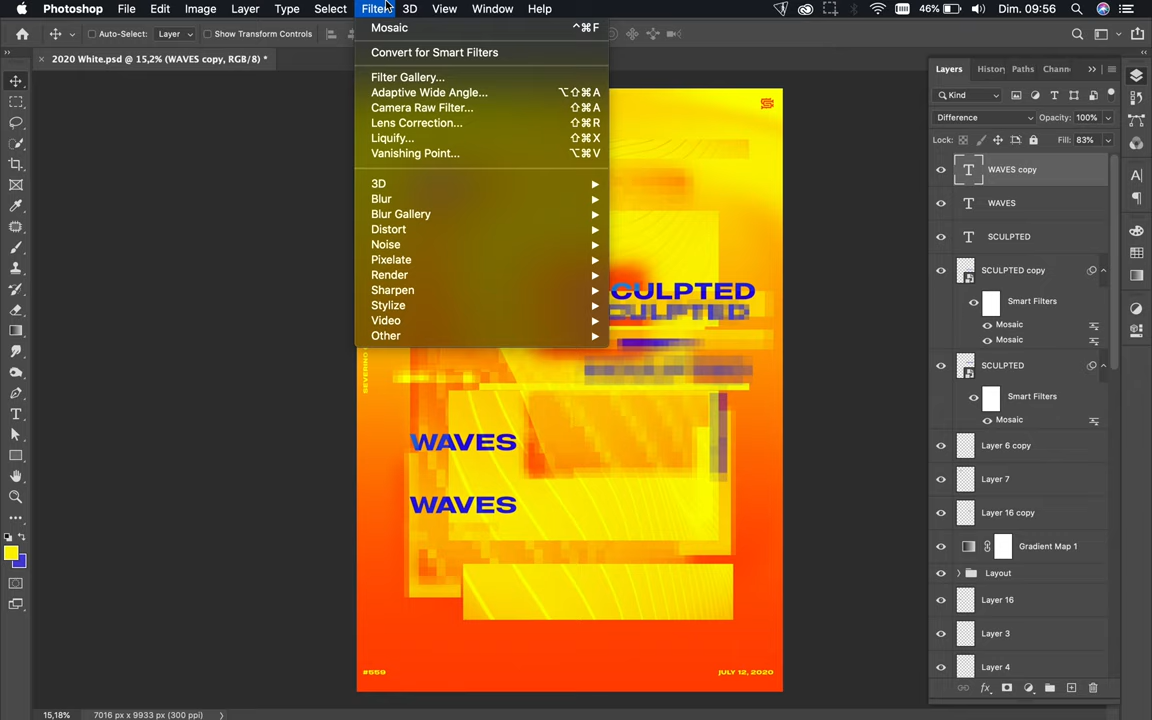 Photoshop File Edit Image Layer Type Select Filter 3D View Window Help 46% Dim. 09:56
Auto-Select: Layer Show Transform Controls
2020 White.psd @ 15,2% (WAVES copy, RGB/8) *
Mosaic ^⌘F
Convert for Smart Filters
Filter Gallery...
Adaptive Wide Angle... ⌥⇧⌘A
Camera Raw Filter... ⇧⌘A
Lens Correction... ⇧⌘R
Liquify... ⇧⌘X
Vanishing Point... ⌥⌘V
3D
Blur
Blur Gallery
Distort
Noise
Pixelate
Render
Sharpen
Stylize
Video
Other
SCULPTED
SCULPTED
WAVES
WAVES
#559
JULY 12, 2020
Layers History Paths Chann
Kind
Difference Opacity: 100%
Lock: Fill: 83%
T WAVES copy
T WAVES
T SCULPTED
SCULPTED copy
Smart Filters
Mosaic
Mosaic
SCULPTED
Smart Filters
Mosaic
Layer 6 copy
Layer 7
Layer 16 copy
Gradient Map 1
Layout
Layer 16
Layer 3
Layer 4
fx
15,18% 7016 px x 9933 px (300 ppi)